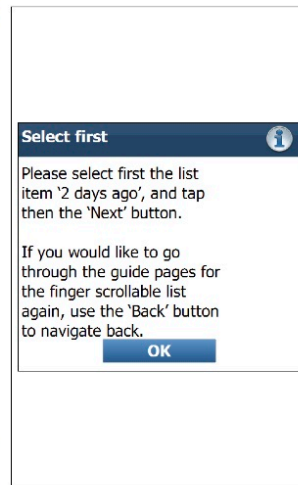 Select first
Please select first the list
item ‘2 days ago’, and tap
then the ‘Next’ button.
If you would like to go
through the guide pages for
the finger scrollable list
again, use the ‘Back’ button
to navigate back.
OK